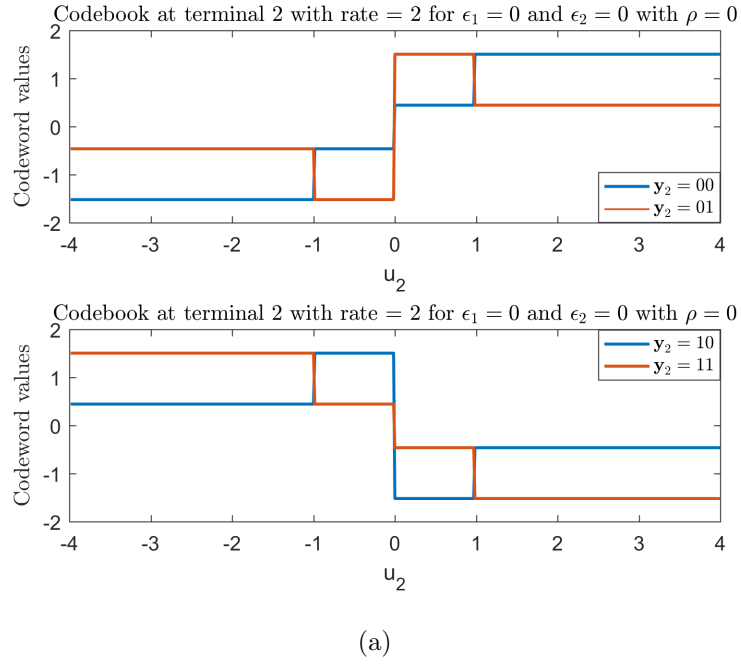 Codebook at terminal 2 with rate = 2 for ϵ₁ = 0 and ϵ₂ = 0 with ρ = 0
Codeword values
2
1
0
-1
-2
-4 -3 -2 -1 0 1 2 3 4
u₂
y₂ = 00
y₂ = 01
Codebook at terminal 2 with rate = 2 for ϵ₁ = 0 and ϵ₂ = 0 with ρ = 0
Codeword values
2
1
0
-1
-2
-4 -3 -2 -1 0 1 2 3 4
u₂
y₂ = 10
y₂ = 11
(a)